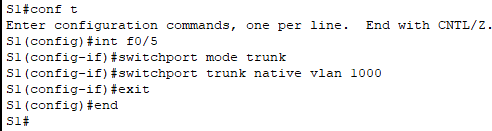 S1#conf t
Enter configuration commands, one per line.  End with CNTL/Z.
S1(config)#int f0/5
S1(config-if)#switchport mode trunk
S1(config-if)#switchport trunk native vlan 1000
S1(config-if)#exit
S1(config)#end
S1#